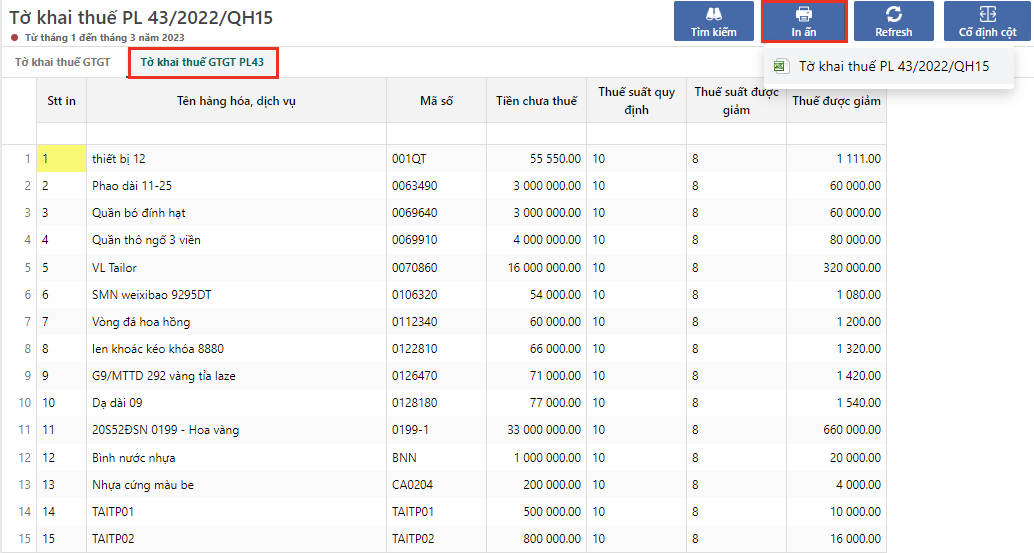 Tờ khai thuế PL 43/2022/QH15
Từ tháng 1 đến tháng 3 năm 2023
Tìm kiếm
In ấn
Refresh
Cố định cột
Tờ khai thuế PL 43/2022/QH15
Tờ khai thuế GTGT
Tờ khai thuế GTGT PL43
Stt in Tên hàng hóa, dịch vụ Mã số Tiền chưa thuế Thuế suất quy định Thuế suất được giảm Thuế được giảm
1 1 thiết bị 12 001QT 55 550.00 10 8 1 111.00
2 2 Phao dài 11-25 0063490 3 000 000.00 10 8 60 000.00
3 3 Quần bó đính hạt 0069640 3 000 000.00 10 8 60 000.00
4 4 Quần thô ngố 3 viền 0069910 4 000 000.00 10 8 80 000.00
5 5 VL Tailor 0070860 16 000 000.00 10 8 320 000.00
6 6 SMN weixibao 9295DT 0106320 54 000.00 10 8 1 080.00
7 7 Vòng đá hoa hồng 0112340 60 000.00 10 8 1 200.00
8 8 len khoác kéo khóa 8880 0122810 66 000.00 10 8 1 320.00
9 9 G9/MTTD 292 vàng tỉa laze 0126470 71 000.00 10 8 1 420.00
10 10 Dạ dài 09 0128180 77 000.00 10 8 1 540.00
11 11 20S52ĐSN 0199 - Hoa vàng 0199-1 33 000 000.00 10 8 660 000.00
12 12 Bình nước nhựa BNN 1 000 000.00 10 8 20 000.00
13 13 Nhựa cứng màu be CA0204 200 000.00 10 8 4 000.00
14 14 TAITP01 TAITP01 500 000.00 10 8 10 000.00
15 15 TAITP02 TAITP02 800 000.00 10 8 16 000.00